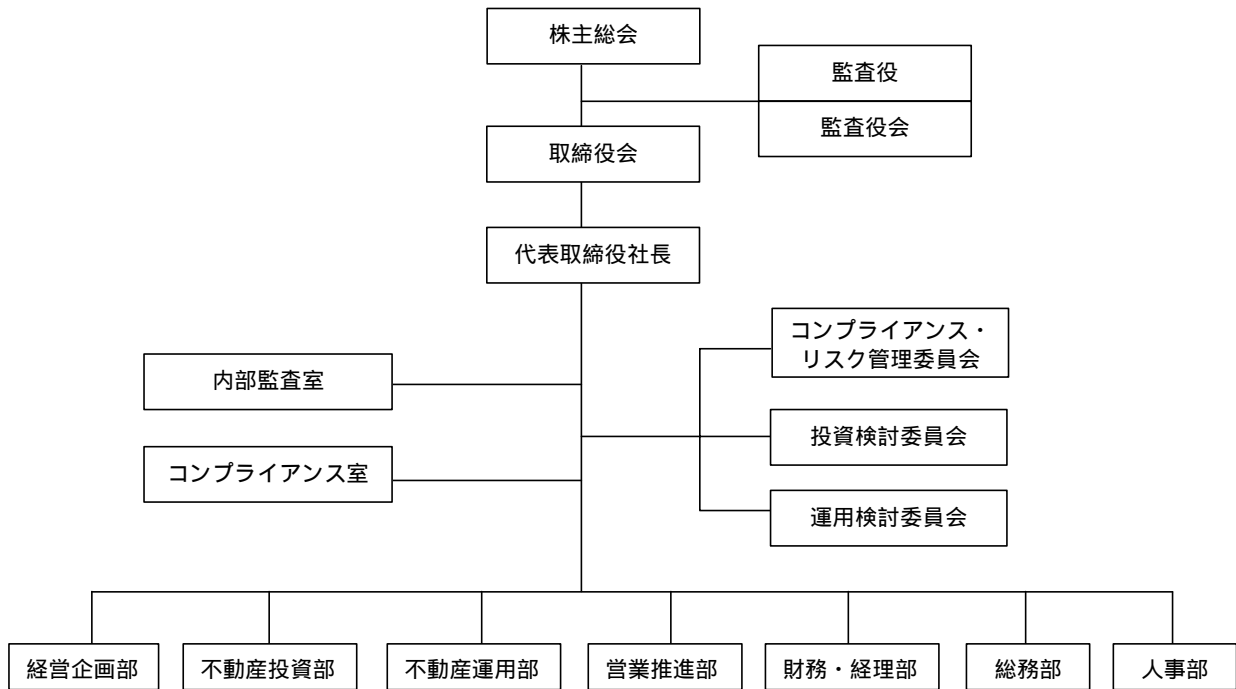 株主総会
監査役
監査役会
取締役会
代表取締役社長
コンプライアンス・
リスク管理委員会
内部監査室
投資検討委員会
コンプライアンス室
運用検討委員会
経営企画部
不動産投資部
不動産運用部
営業推進部
財務・経理部
総務部
人事部